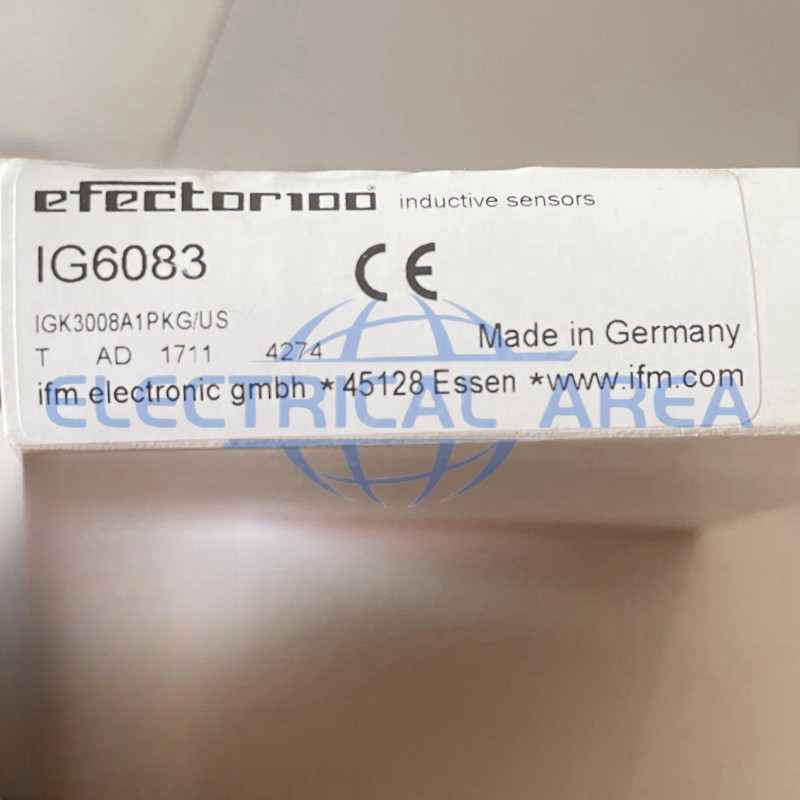 efector100® inductive sensors
IG6083 CE
IGK3008A1PKG/US
T AD 1711 4274 Made in Germany
ifm electronic gmbh * 45128 Essen * www.ifm.com
ELECTRICAL AREA